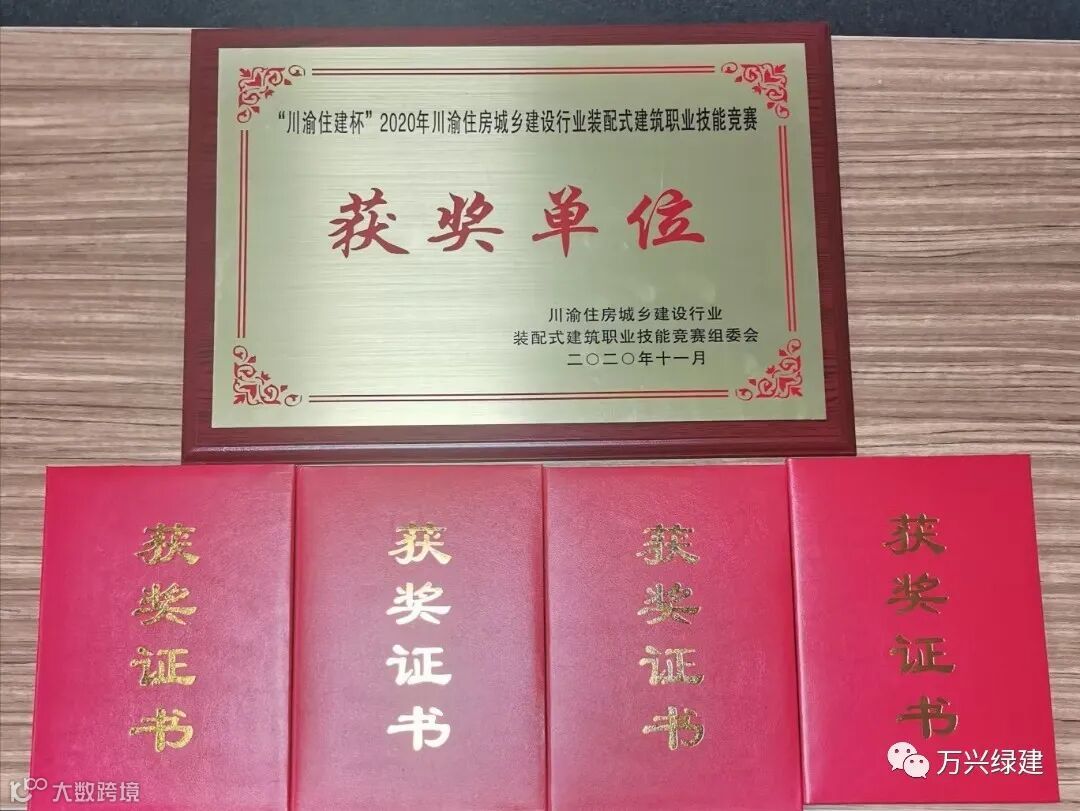 “川渝住建杯”2020年川渝住房城乡建设行业装配式建筑职业技能竞赛
获奖单位
川渝住房城乡建设行业
装配式建筑职业技能竞赛组委会
二〇二〇年十一月
获奖证书
获奖证书
获奖证书
获奖证书
万兴绿建
大数跨境